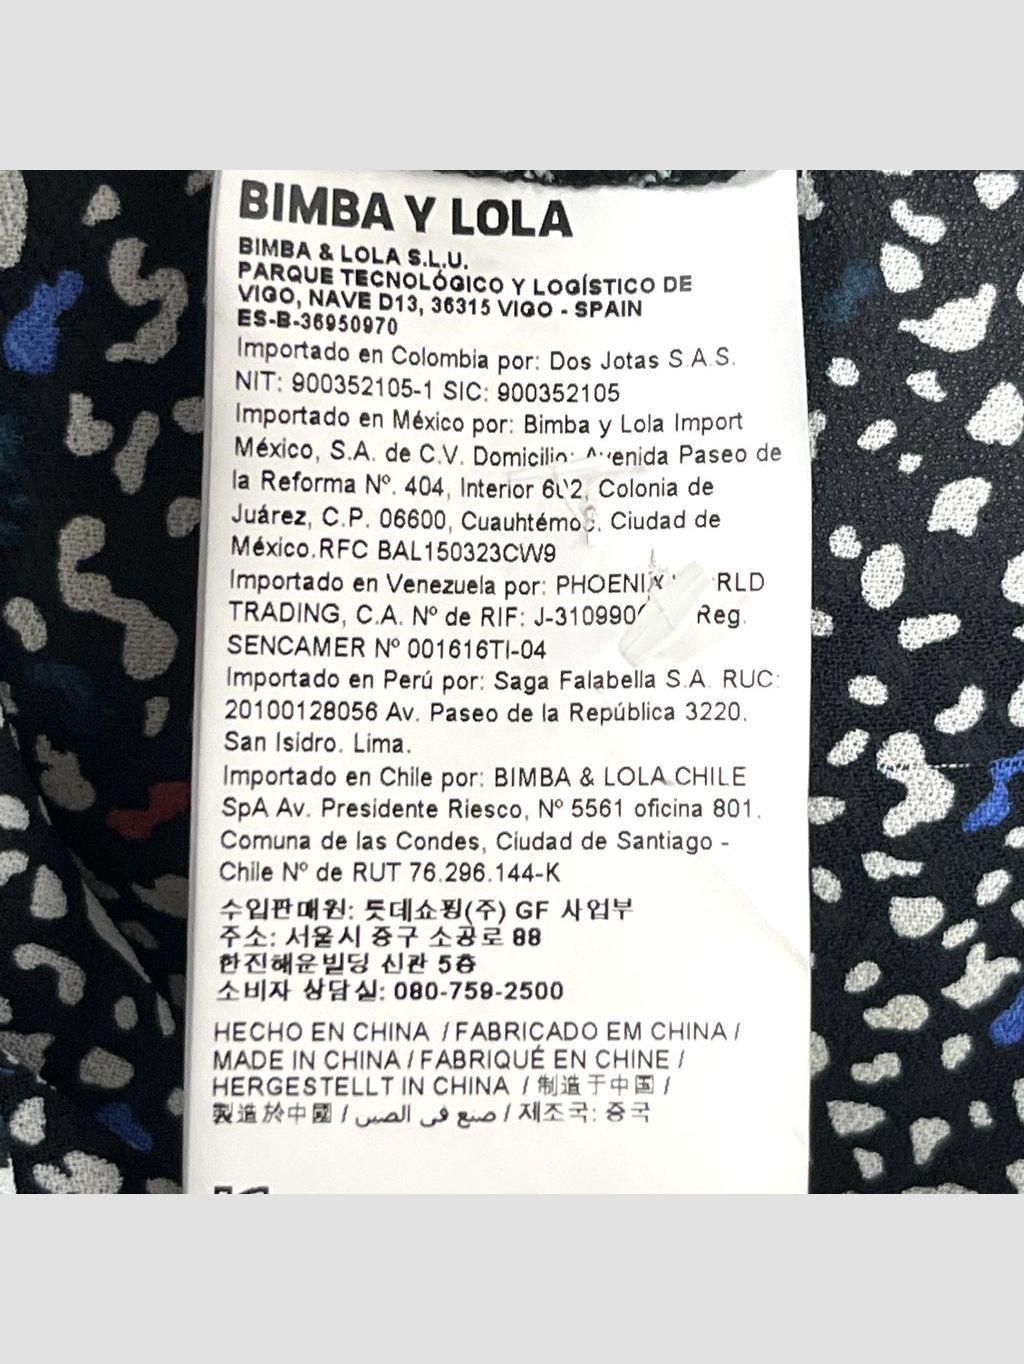 BIMBA Y LOLA
BIMBA & LOLA S.L.U.
PARQUE TECNOLÓGICO Y LOGÍSTICO DE
VIGO, NAVE D13, 36315 VIGO - SPAIN
ES-B-36950970
Importado en Colombia por: Dos Jotas S.A.S.
NIT: 900352105-1 SIC: 900352105
Importado en México por: Bimba y Lola Import
México, S.A. de C.V. Domicilio: Avenida Paseo de
la Reforma Nº. 404, Interior 602, Colonia de
Juárez, C.P. 06600, Cuauhtémoc. Ciudad de
México.RFC BAL150323CW9
Importado en Venezuela por: PHOENIX
TRADING, C.A. Nº de RIF: Reg.
SENCAMER Nº 001616TI-04
Importado en Perú por: Saga Falabella S.A. RUC:
20100128056 Av. Paseo de la República 3220.
San Isidro. Lima.
Importado en Chile por: BIMBA & LOLA CHILE
SpA Av. Presidente Riesco, Nº 5561 oficina 801.
Comuna de las Condes, Ciudad de Santiago -
Chile Nº de RUT 76.296.144-K
수입판매원: 롯데쇼핑(주) GF 사업부
주소: 서울시 중구 소공로 88
한진해운빌딩 신관 5층
소비자 상담실: 080-759-2500
HECHO EN CHINA / FABRICADO EM CHINA /
MADE IN CHINA / FABRIQUÉ EN CHINE /
HERGESTELLT IN CHINA / 制造于中国 /
製造於中國 / صنع في الصين / 제조국: 중국